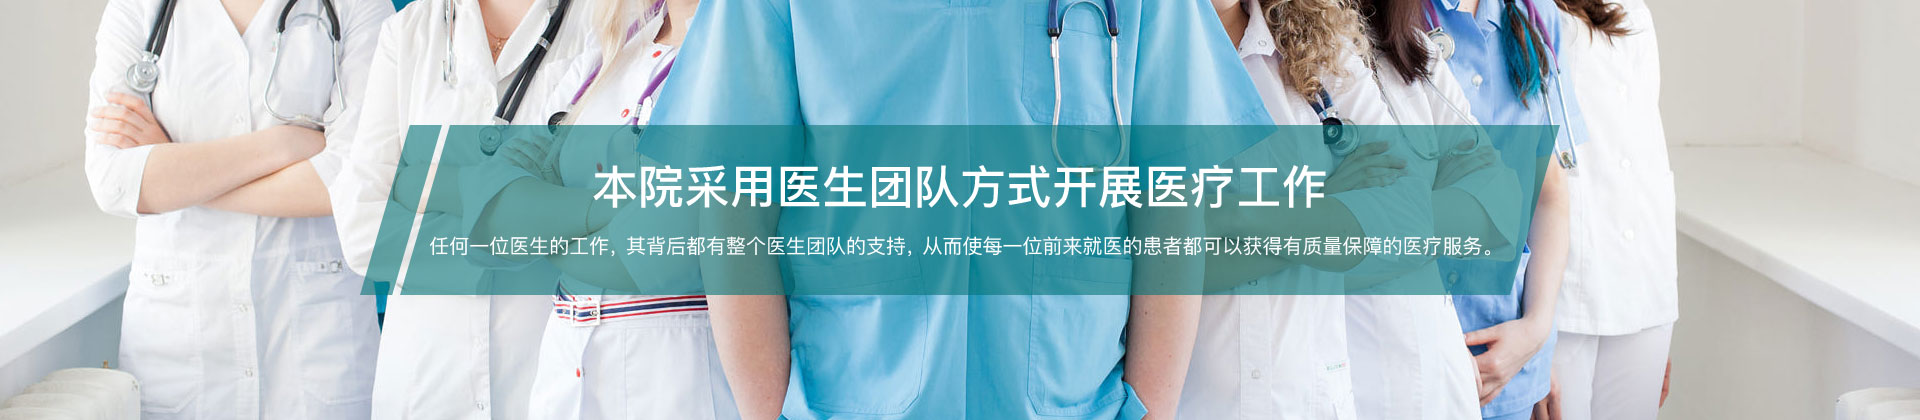 本院采用医生团队方式开展医疗工作
任何一位医生的工作，其背后都有整个医生团队的支持，从而使每一位前来就医的患者都可以获得有质量保障的医疗服务。